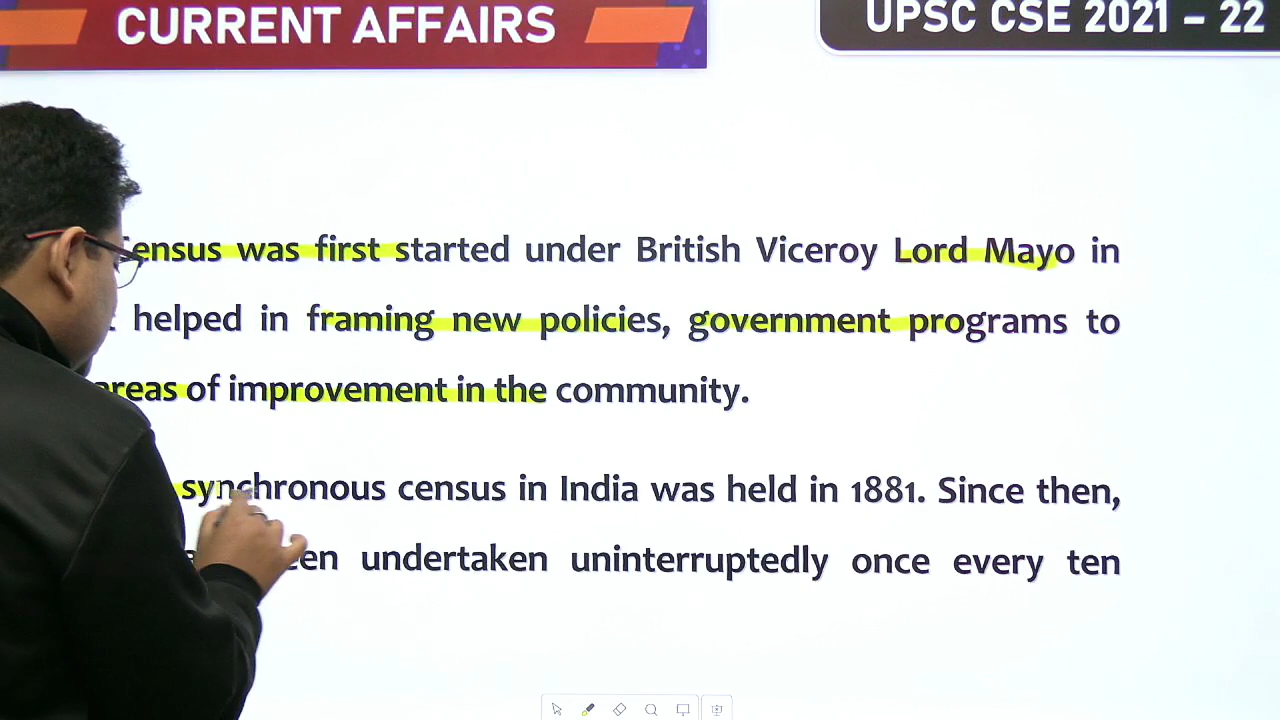 CURRENT AFFAIRS
UPSC CSE 2021 – 22
ensus was first started under British Viceroy Lord Mayo in
helped in framing new policies, government programs to
areas of improvement in the community.
synchronous census in India was held in 1881. Since then,
een undertaken uninterruptedly once every ten